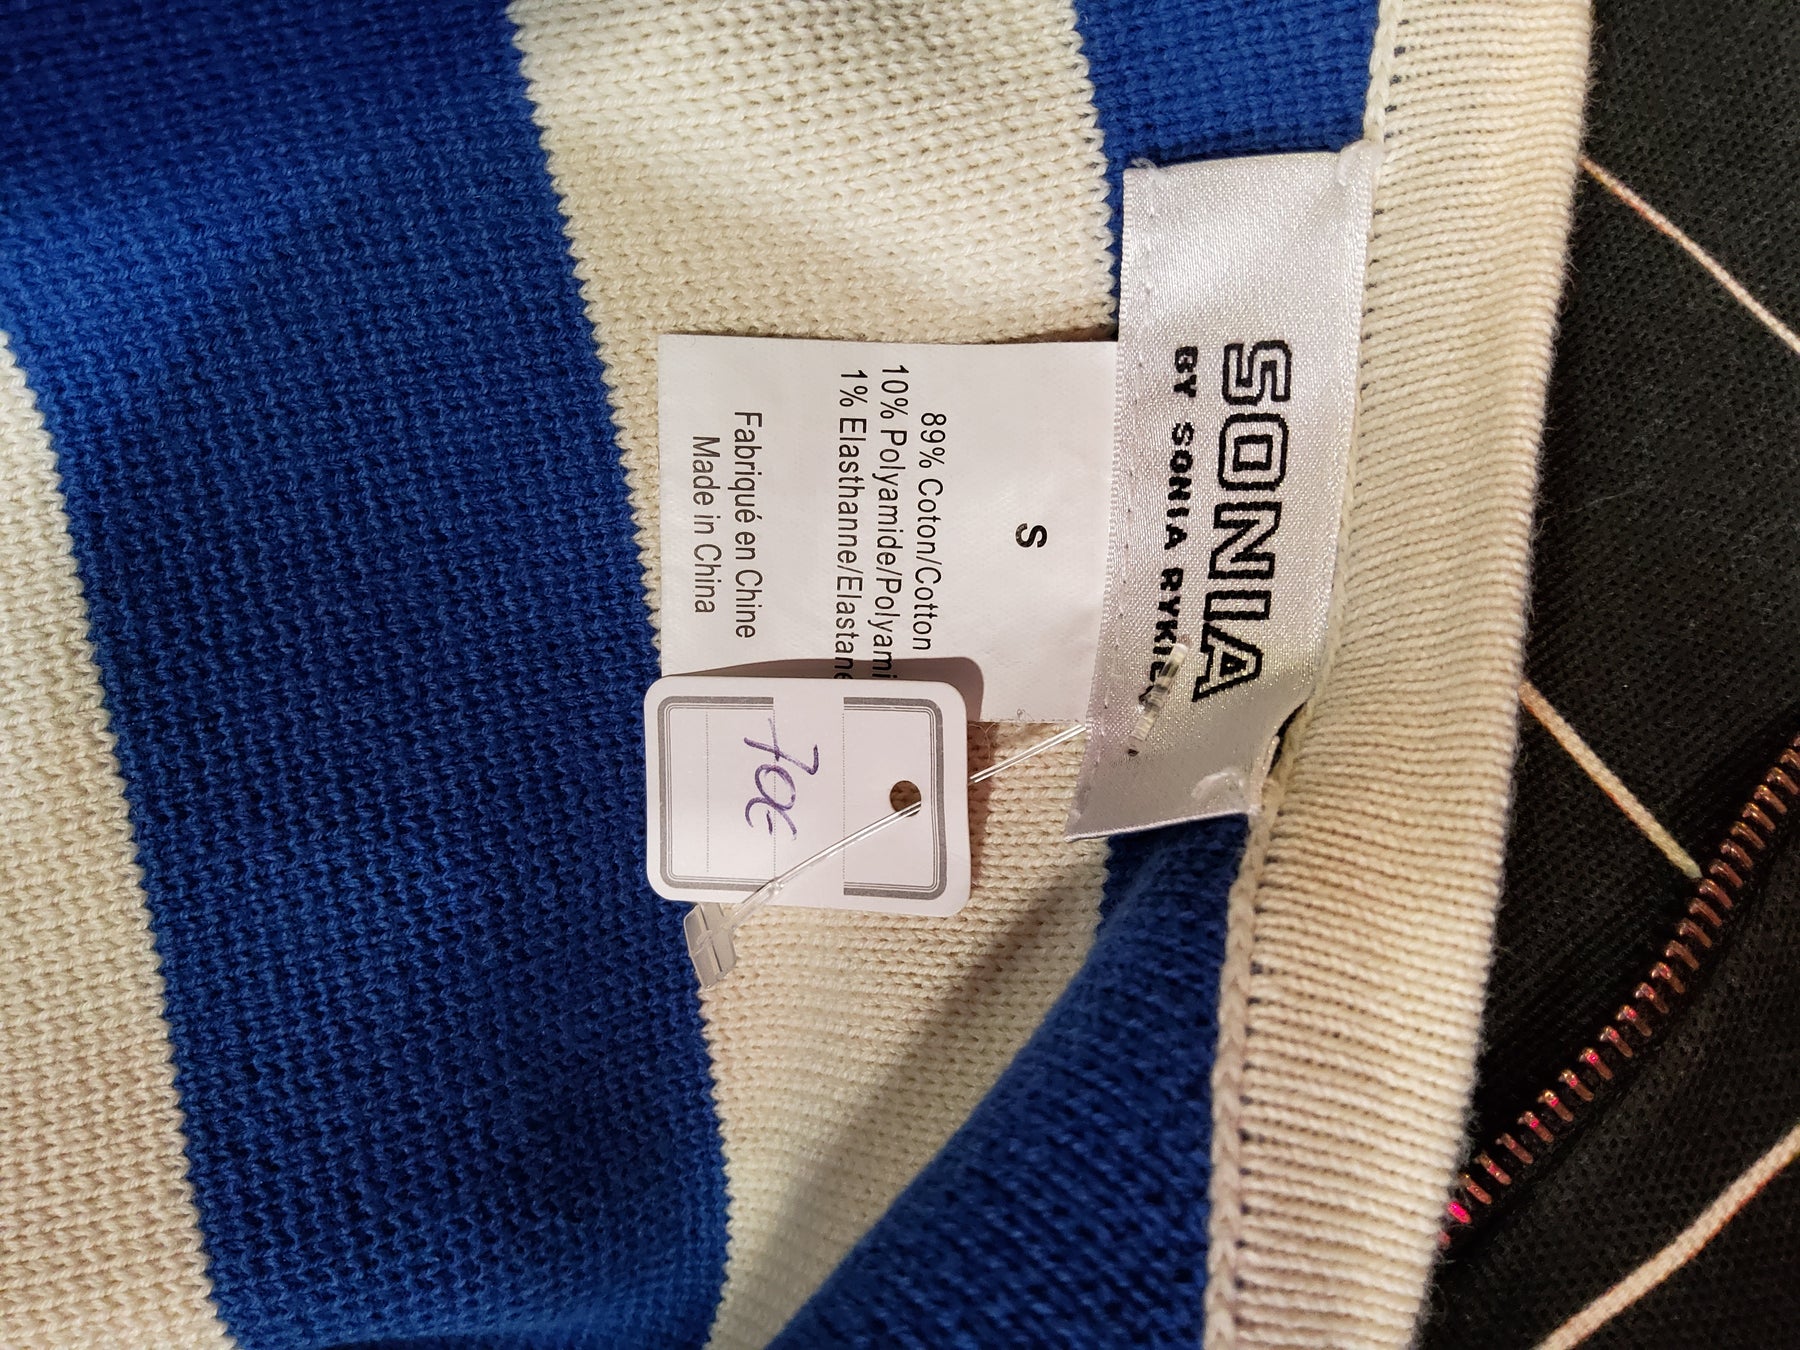 SONIA
BY SONIA RYKIEL
S
89% Coton/Cotton
10% Polyamide/Polyami
1% Elasthanne/Elastane
Fabriqué en Chine
Made in China
70€